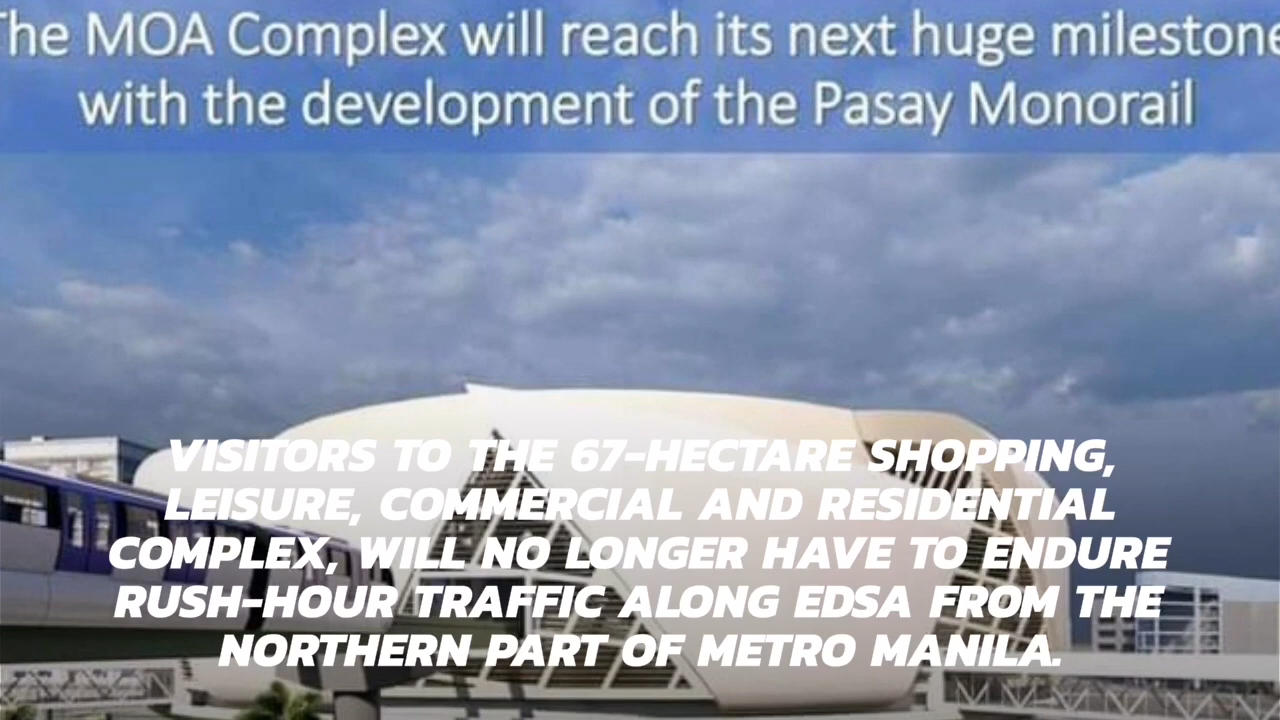 The MOA Complex will reach its next huge milestone
with the development of the Pasay Monorail
VISITORS TO THE 67-HECTARE SHOPPING,
LEISURE, COMMERCIAL AND RESIDENTIAL
COMPLEX, WILL NO LONGER HAVE TO ENDURE
RUSH-HOUR TRAFFIC ALONG EDSA FROM THE
NORTHERN PART OF METRO MANILA.